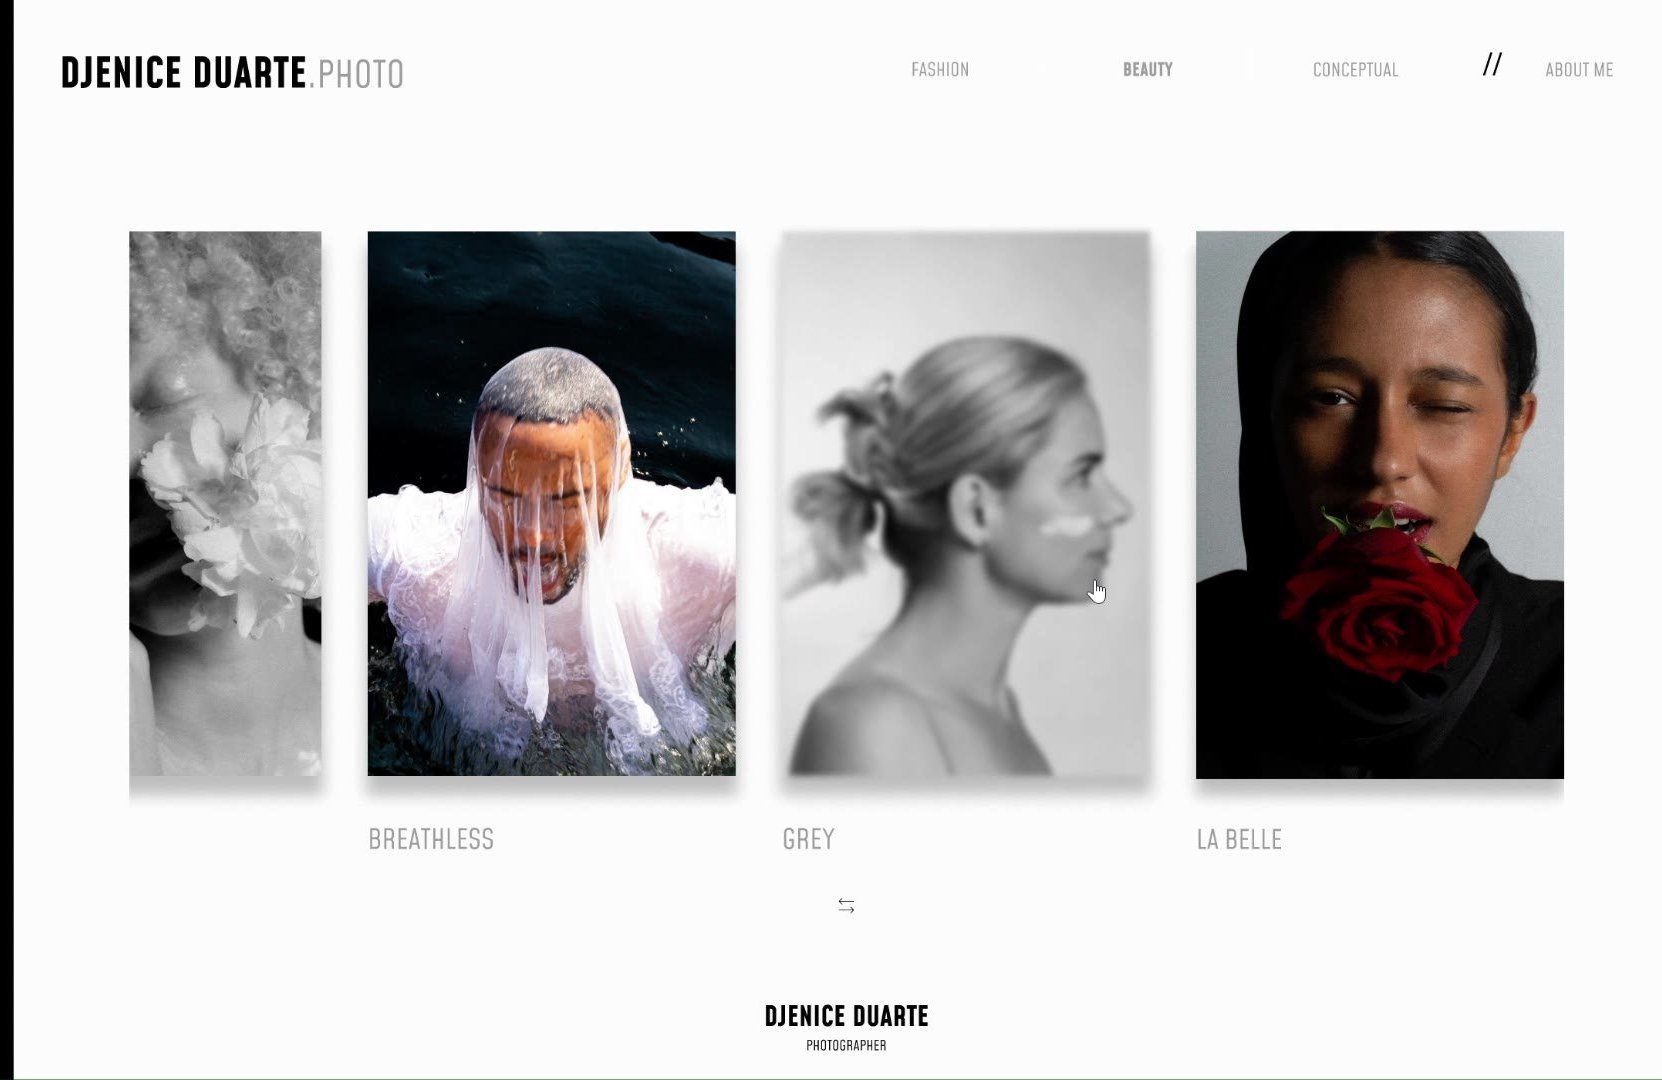 DJENICE DUARTE.PHOTO
FASHION
BEAUTY
CONCEPTUAL
//
ABOUT ME
BREATHLESS
GREY
LA BELLE
DJENICE DUARTE
PHOTOGRAPHER